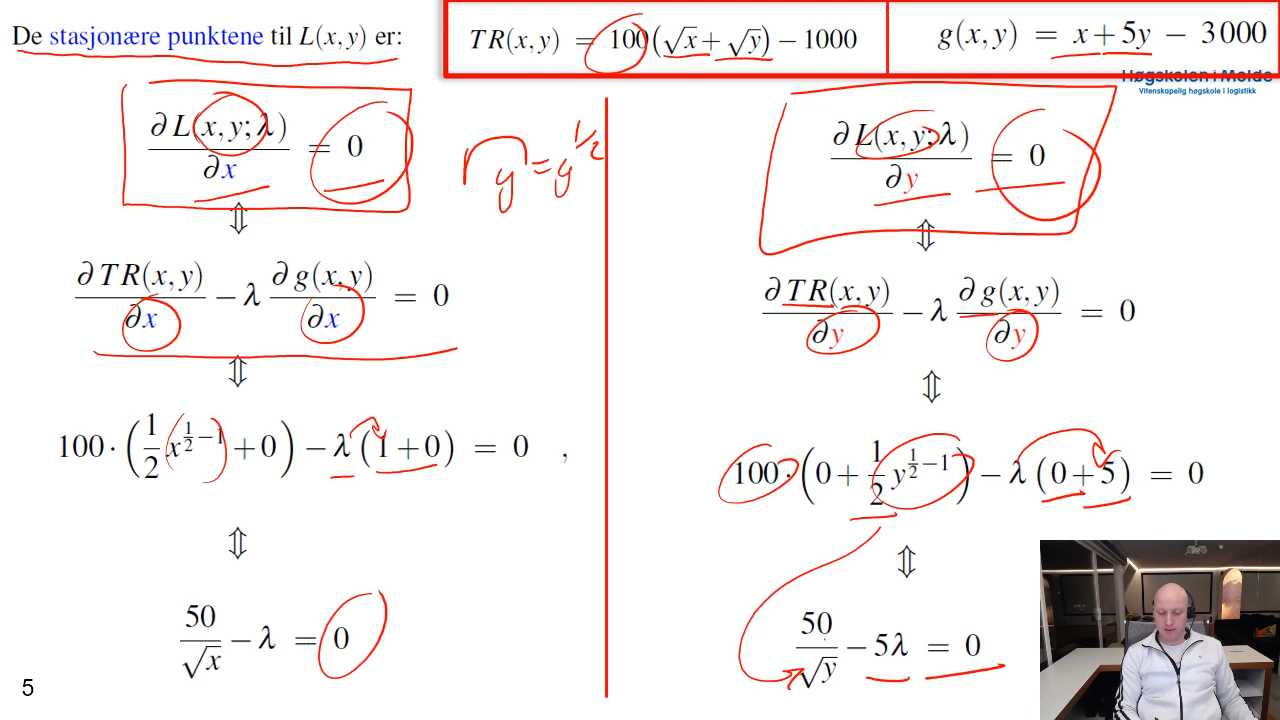 De stasjonære punktene til L(x, y) er:
TR(x, y) = 100(√x + √y) − 1000
g(x, y) = x + 5y − 3000
Høgskolen i Molde
Vitenskapelig høgskole i logistikk
∂L(x, y; λ)/∂x = 0
⇕
∂TR(x, y)/∂x − λ ∂g(x, y)/∂x = 0
⇕
100 · (1/2 x^(1/2 − 1) + 0) − λ(1 + 0) = 0 ,
⇕
50/√x − λ = 0
√y = y^(1/2)
∂L(x, y; λ)/∂y = 0
⇕
∂TR(x, y)/∂y − λ ∂g(x, y)/∂y = 0
⇕
100 · (0 + 1/2 y^(1/2 − 1)) − λ(0 + 5) = 0
⇕
50/√y − 5λ = 0
5